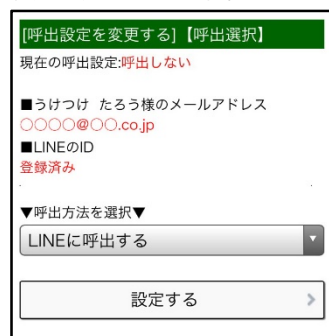 [呼出設定を変更する]【呼出選択】
現在の呼出設定:呼出しない
■うけつけ たろう様のメールアドレス
○○○○@○○.co.jp
■LINEのID
登録済み
▼呼出方法を選択▼
LINEに呼出する
設定する